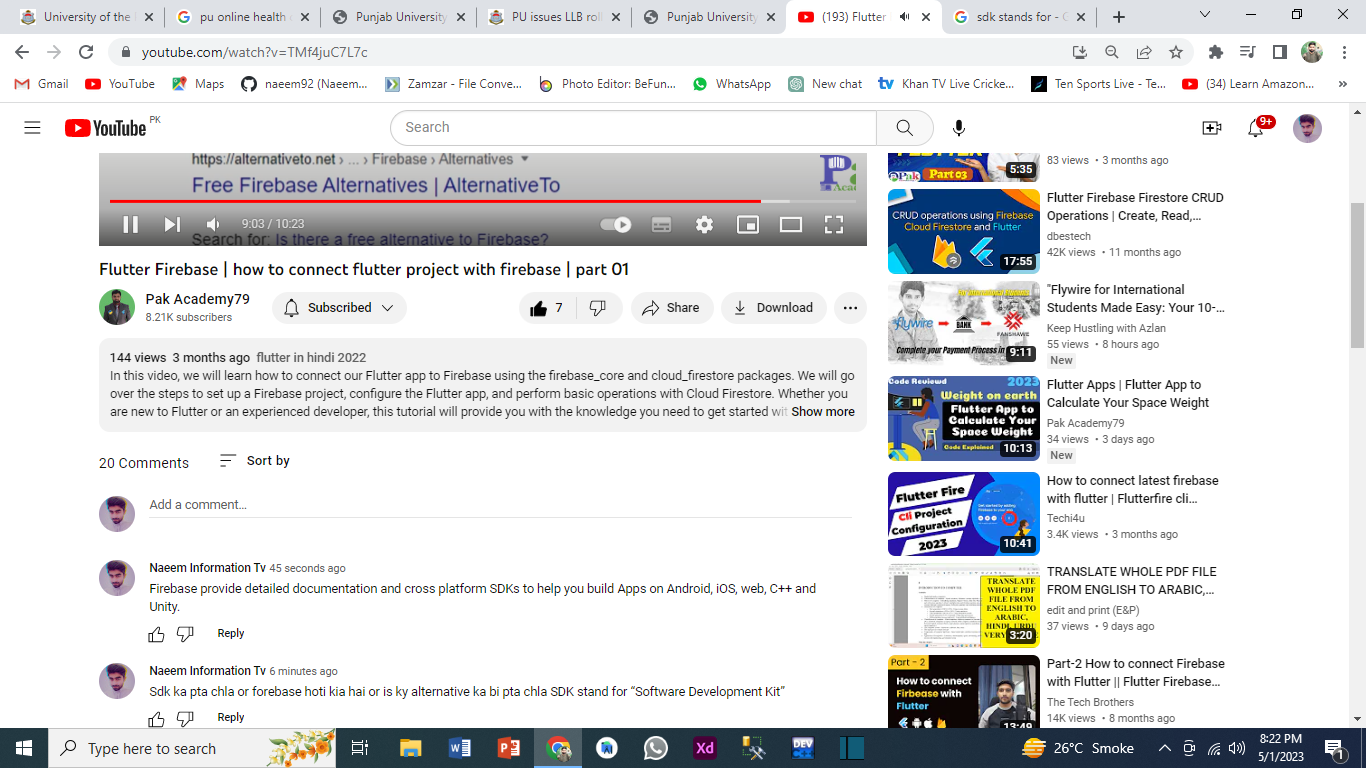 University of the
pu online health
Punjab University
PU issues LLB roll
Punjab University
(193) Flutter
sdk stands for - G
youtube.com/watch?v=TMf4juC7L7c
Gmail
YouTube
Maps
naeem92 (Naeem...
Zamzar - File Conve...
Photo Editor: BeFun...
WhatsApp
New chat
Khan TV Live Cricke...
Ten Sports Live - Te...
(34) Learn Amazon...
YouTube PK
Search
9+
https://alternativeto.net › ... › Firebase › Alternatives
Free Firebase Alternatives | AlternativeTo
9:03 / 10:23
Search for: Is there a free alternative to Firebase?
Flutter Firebase | how to connect flutter project with firebase | part 01
Pak Academy79
8.21K subscribers
Subscribed
7
Share
Download
144 views 3 months ago flutter in hindi 2022
In this video, we will learn how to connect our Flutter app to Firebase using the firebase_core and cloud_firestore packages. We will go
over the steps to set up a Firebase project, configure the Flutter app, and perform basic operations with Cloud Firestore. Whether you
are new to Flutter or an experienced developer, this tutorial will provide you with the knowledge you need to get started wit Show more
20 Comments
Sort by
Add a comment...
Naeem Information Tv 45 seconds ago
Firebase provide detailed documentation and cross platform SDKs to help you build Apps on Android, iOS, web, C++ and
Unity.
Reply
Naeem Information Tv 6 minutes ago
Sdk ka pta chla or forebase hoti kia hai or is ky alternative ka bi pta chla SDK stand for “Software Development Kit”
Reply
Pak
Part 03
5:35
83 views • 3 months ago
CRUD operations using Firebase
Cloud Firestore and Flutter
17:55
Flutter Firebase Firestore CRUD
Operations | Create, Read,...
dbestech
42K views • 11 months ago
flywire
BANK
FANSHAWE
Complete your Payment Process in
9:11
"Flywire for International
Students Made Easy: Your 10-...
Keep Hustling with Azlan
55 views • 8 hours ago
New
Code Reviewd
2023
Weight on earth
Flutter App to
Calculate Your
Space Weight
Code Explained
10:13
Flutter Apps | Flutter App to
Calculate Your Space Weight
Pak Academy79
34 views • 3 days ago
New
Flutter Fire
Cli Project
Configuration
2023
10:41
How to connect latest firebase
with flutter | Flutterfire cli...
Techi4u
3.4K views • 3 months ago
TRANSLATE
WHOLE PDF
FILE FROM
ENGLISH TO
ARABIC,
HINDI, URDU
3:20
TRANSLATE WHOLE PDF FILE
FROM ENGLISH TO ARABIC,...
edit and print (E&P)
37 views • 9 days ago
Part - 2
How to connect
Firbease with
Flutter
13:49
Part-2 How to connect Firebase
with Flutter || Flutter Firebase...
The Tech Brothers
14K views • 8 months ago
Type here to search
Xd
DEV
26°C Smoke
8:22 PM
5/1/2023
1